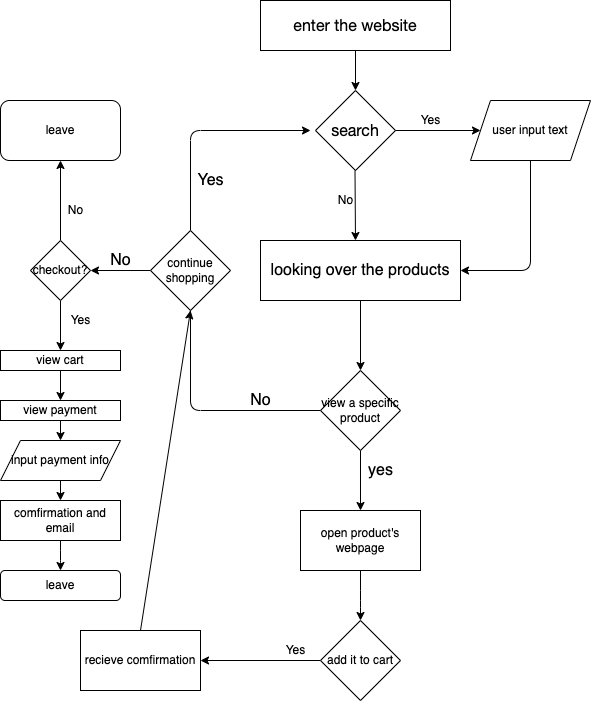 enter the website
search
Yes
user input text
leave
No
Yes
No
checkout?
No
continue
shopping
looking over the products
Yes
view cart
view payment
No
view a specific
product
input payment info
yes
comfirmation and
email
open product's
webpage
leave
recieve comfirmation
Yes
add it to cart